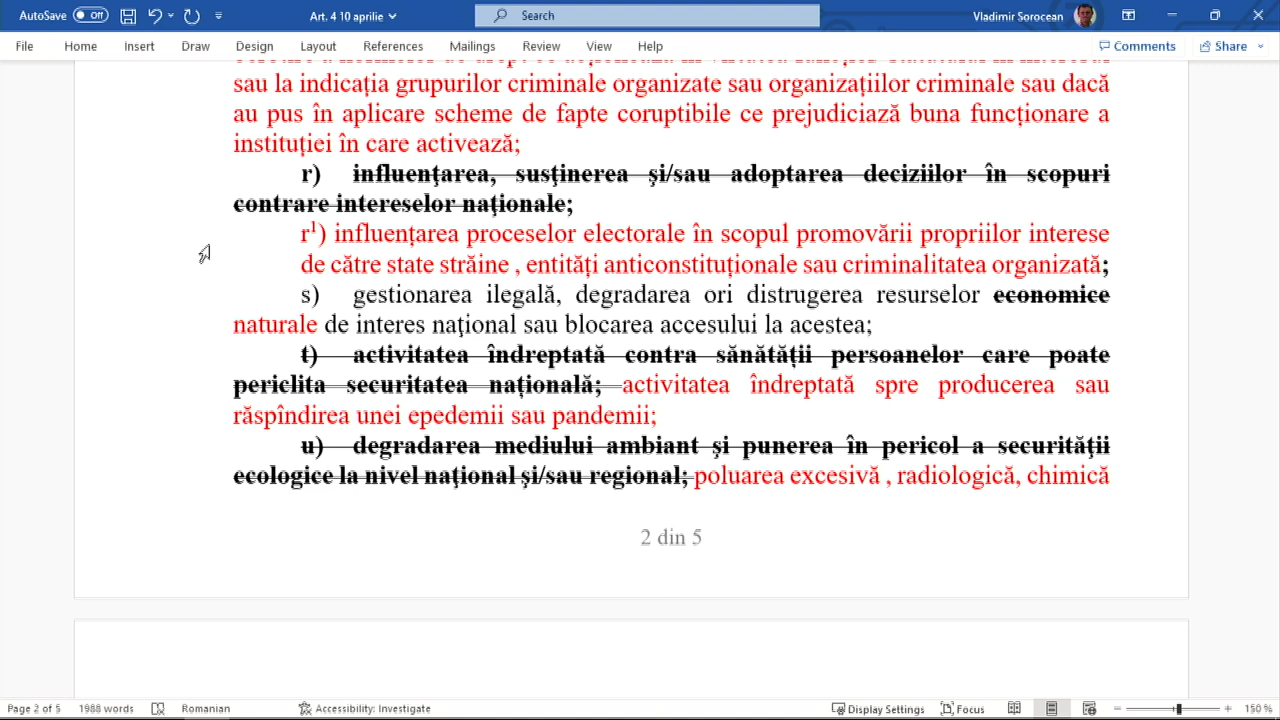 AutoSave Off Art. 4 10 aprilie Search Vladimir Sorocean
File Home Insert Draw Design Layout References Mailings Review View Help Comments Share
sau la indicația grupurilor criminale organizate sau organizațiilor criminale sau dacă
au pus în aplicare scheme de fapte coruptibile ce prejudiciază buna funcționare a
instituției în care activează;
r) influenţarea, susţinerea şi/sau adoptarea deciziilor în scopuri
contrare intereselor naţionale;
r¹) influențarea proceselor electorale în scopul promovării propriilor interese
de către state străine , entități anticonstituționale sau criminalitatea organizată;
s) gestionarea ilegală, degradarea ori distrugerea resurselor economice
naturale de interes naţional sau blocarea accesului la acestea;
t) activitatea îndreptată contra sănătății persoanelor care poate
periclita securitatea națională; activitatea îndreptată spre producerea sau
răspîndirea unei epedemii sau pandemii;
u) degradarea mediului ambiant şi punerea în pericol a securităţii
ecologice la nivel naţional şi/sau regional; poluarea excesivă , radiologică, chimică
2 din 5
Page 2 of 5 1988 words Romanian Accessibility: Investigate Display Settings Focus 150 %